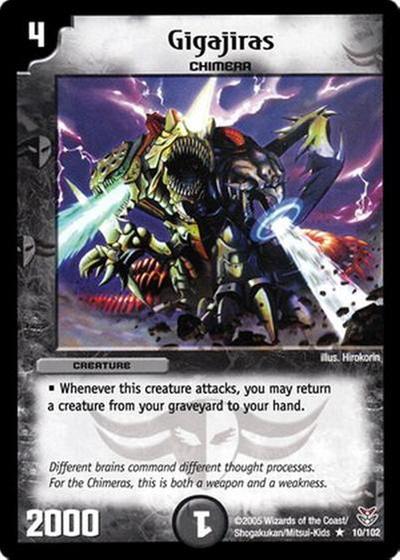 4
Gigajiras
CHIMERA
illus. Hirokorin
CREATURE
▪ Whenever this creature attacks, you may return
a creature from your graveyard to your hand.
Different brains command different thought processes.
For the Chimeras, this is both a weapon and a weakness.
2000
1
©2005 Wizards of the Coast/
Shogakukan/Mitsui-Kids ★ 10/102